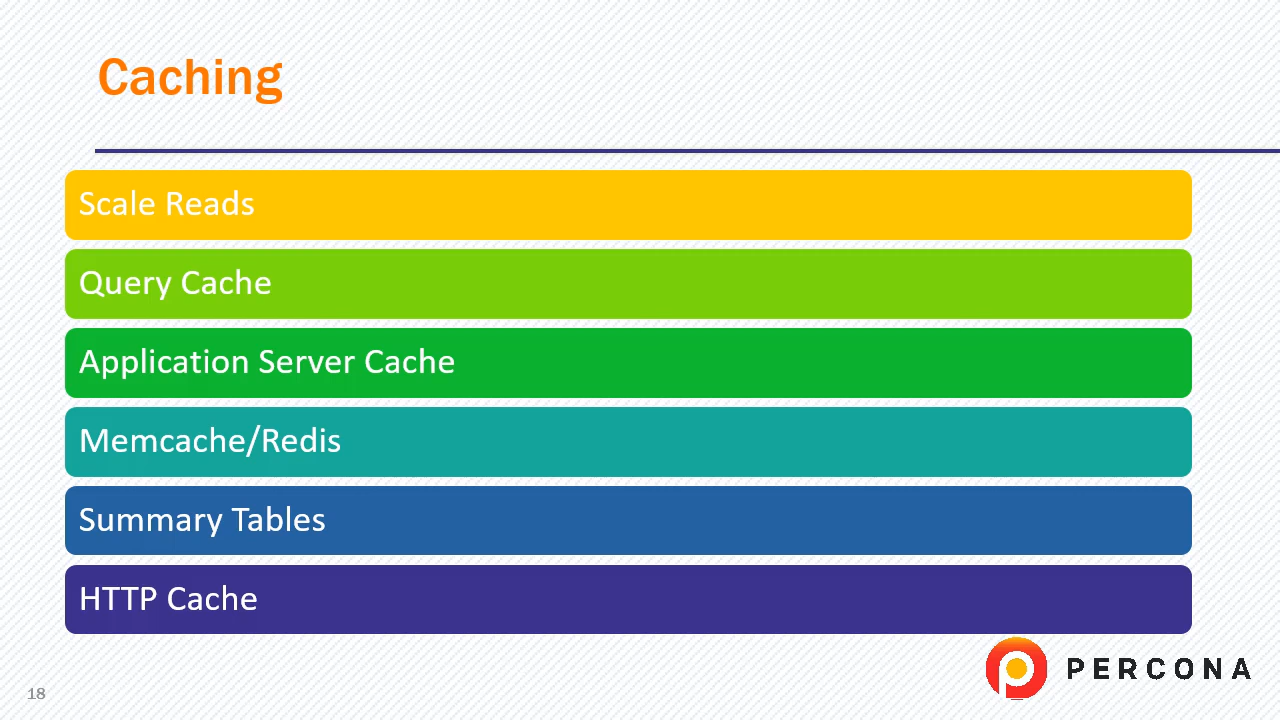 Caching
Scale Reads
Query Cache
Application Server Cache
Memcache/Redis
Summary Tables
HTTP Cache
PERCONA
18